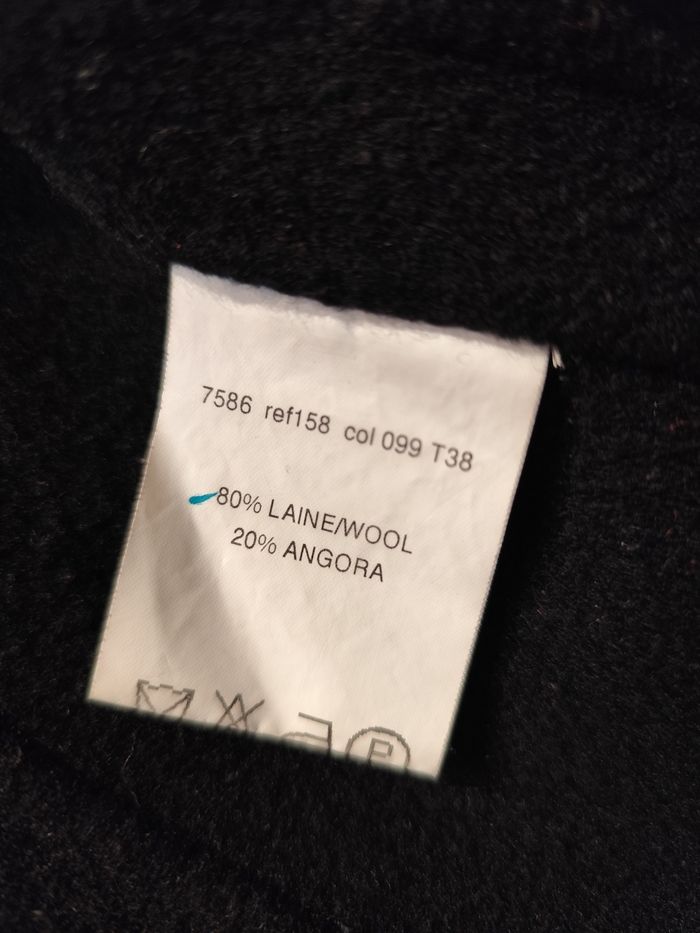 7586 ref158 col 099 T38
80% LAINE/WOOL
20% ANGORA
P